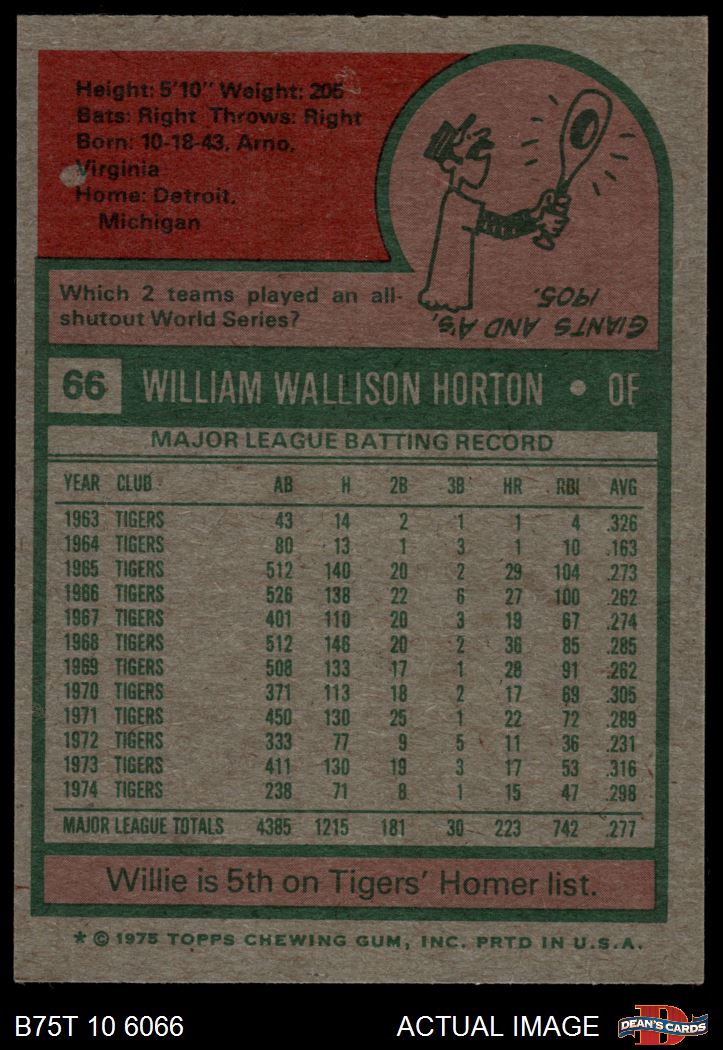 Height: 5'10" Weight: 205
Bats: Right Throws: Right
Born: 10-18-43, Arno,
Virginia
Home: Detroit,
Michigan
Which 2 teams played an all-
shutout World Series?
GIANTS AND A'S,
1905.
66 WILLIAM WALLISON HORTON • OF
MAJOR LEAGUE BATTING RECORD
YEAR CLUB AB H 2B 3B HR RBI AVG
1963 TIGERS 43 14 2 1 1 4 .326
1964 TIGERS 80 13 1 3 1 10 .163
1965 TIGERS 512 140 20 2 29 104 .273
1966 TIGERS 526 138 22 6 27 100 .262
1967 TIGERS 401 110 20 3 19 67 .274
1968 TIGERS 512 146 20 2 36 85 .285
1969 TIGERS 508 133 17 1 28 91 .262
1970 TIGERS 371 113 18 2 17 69 .305
1971 TIGERS 450 130 25 1 22 72 .289
1972 TIGERS 333 77 9 5 11 36 .231
1973 TIGERS 411 130 19 3 17 53 .316
1974 TIGERS 238 71 8 1 15 47 .298
MAJOR LEAGUE TOTALS 4385 1215 181 30 223 742 .277
Willie is 5th on Tigers' Homer list.
* © 1975 TOPPS CHEWING GUM, INC. PRTD IN U.S.A.
B75T 10 6066 ACTUAL IMAGE DEAN'S CARDS